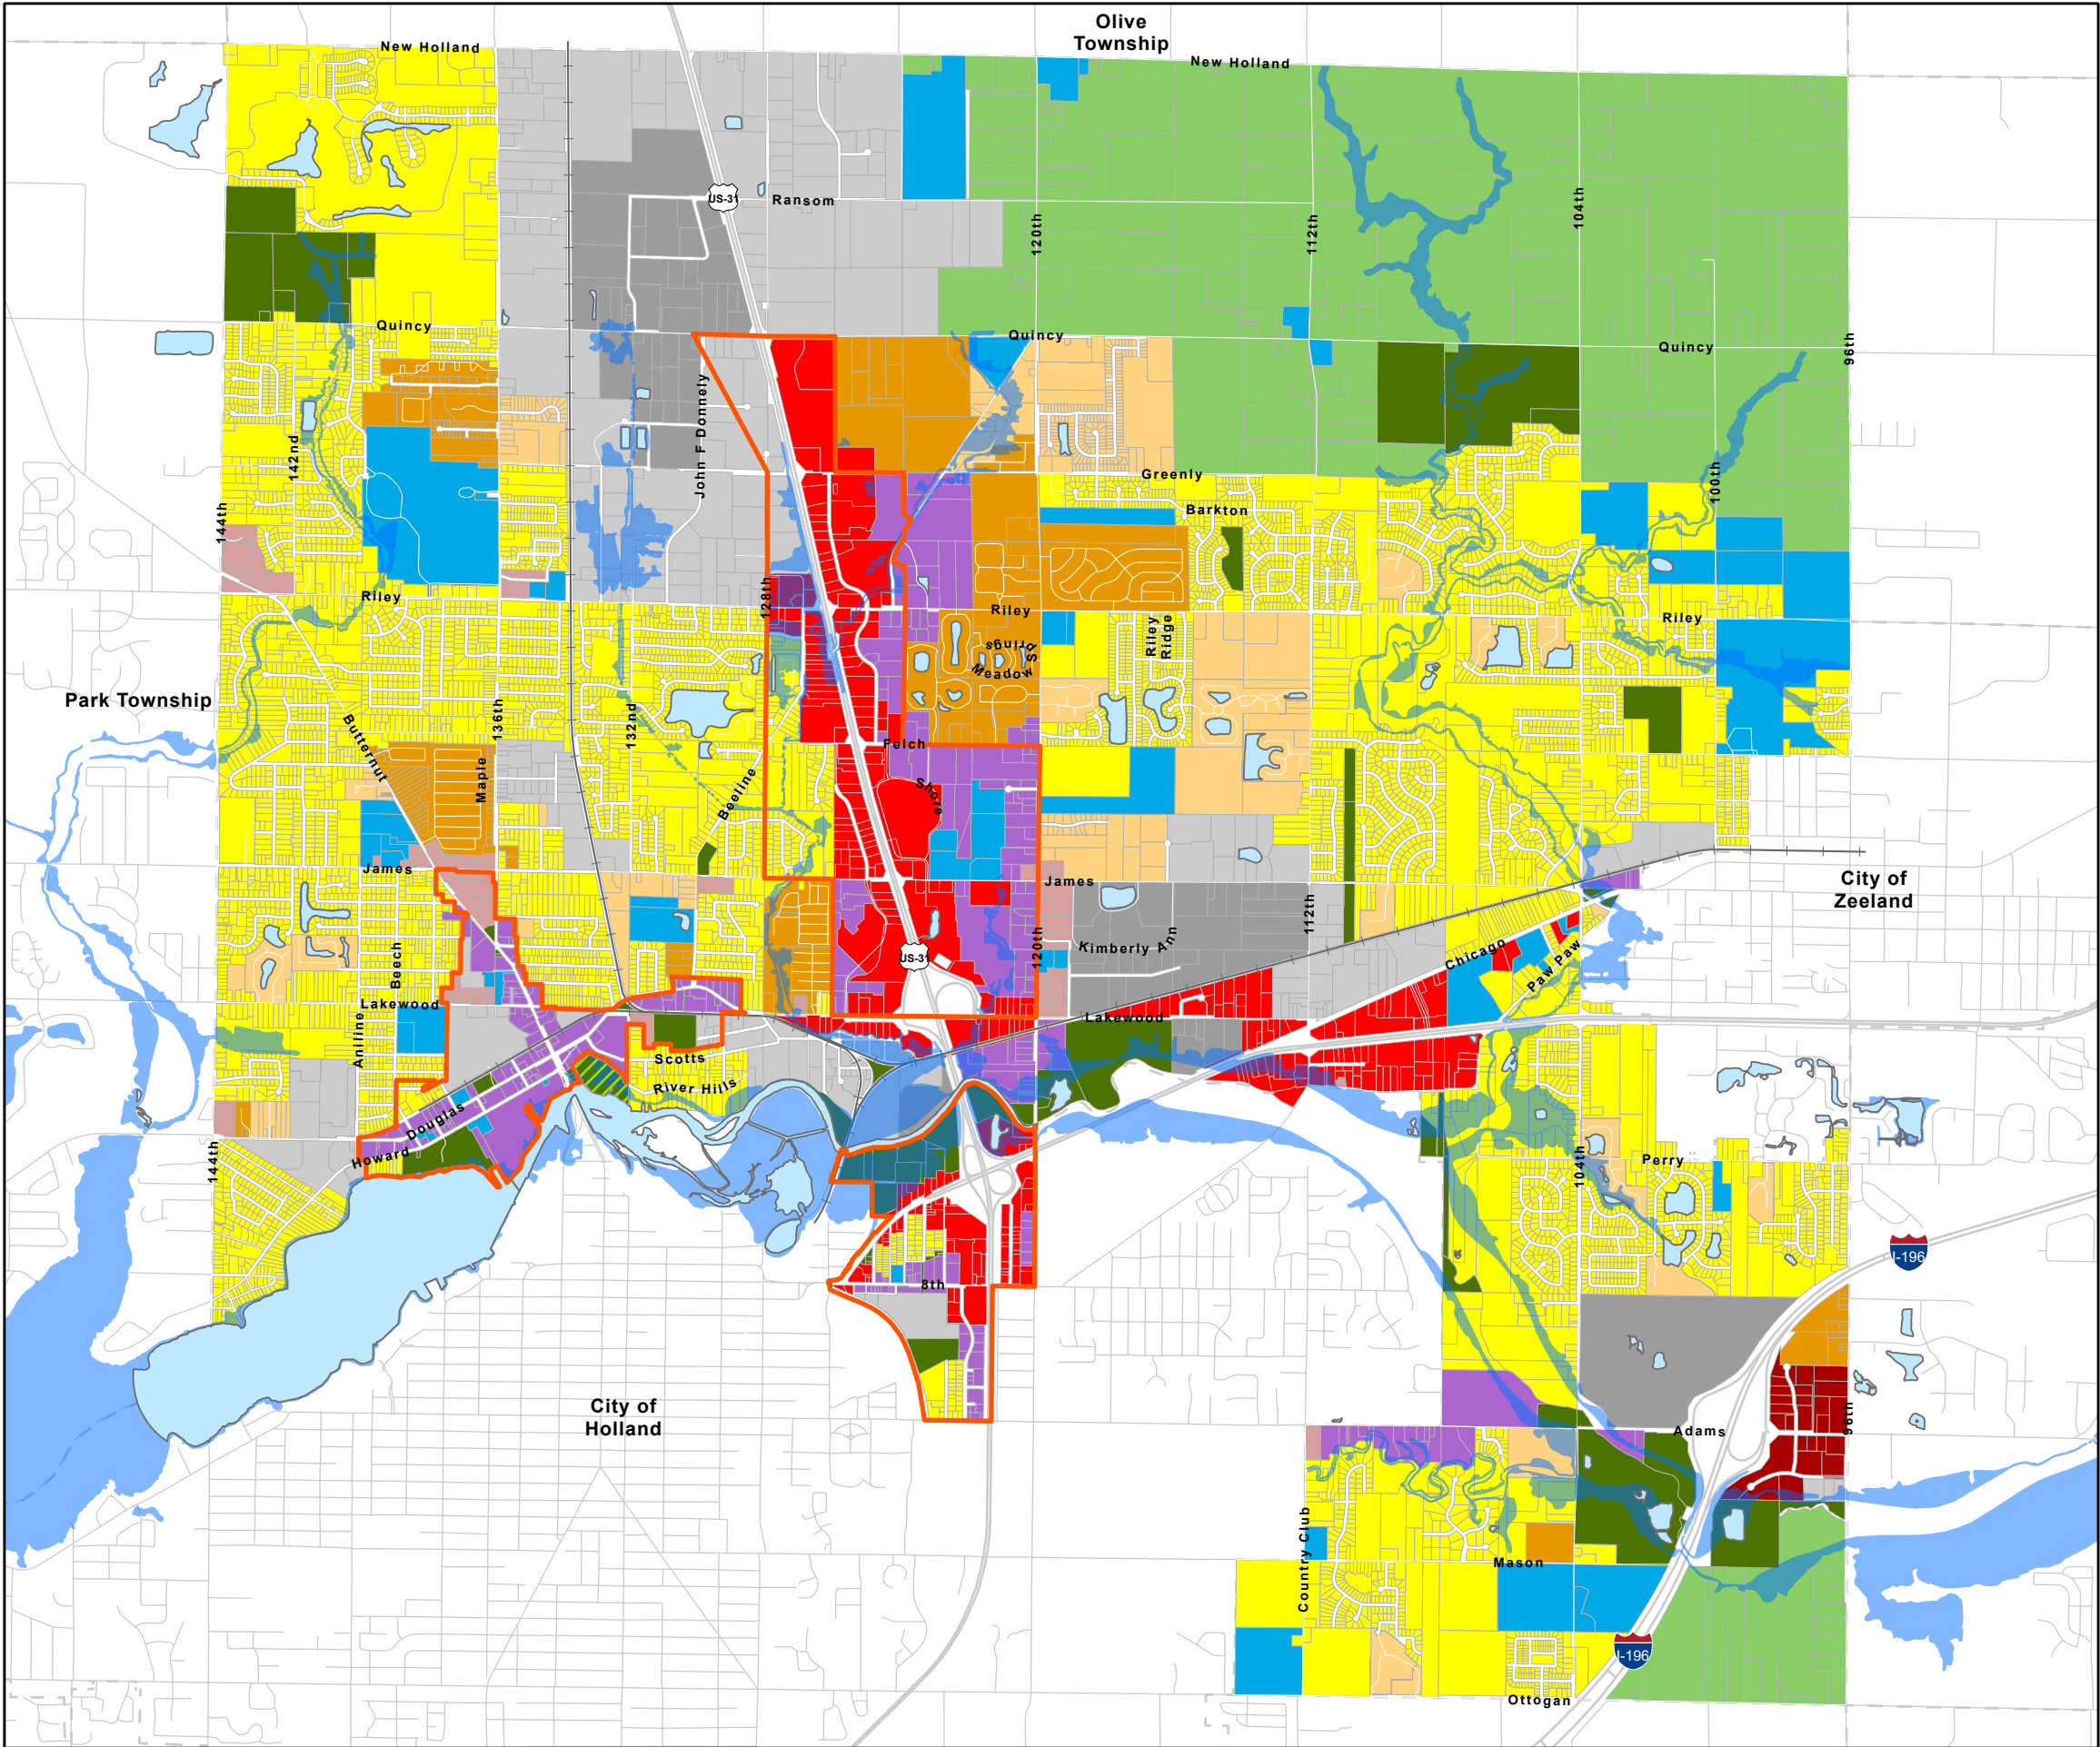 Olive
Township
New Holland
New Holland
US-31
Ransom
120th
112th
104th
Quincy
Quincy
Quincy
96th
John F Donnely
142nd
Greenly
100th
144th
Barkton
128th
Riley
Riley
Riley
Riley
Ridge
Meadow Springs
Park Township
Butternut
136th
132nd
Felch
Maple
Beeline
Shore
James
James
City of
Zeeland
112th
120th
Kimberly Ann
Beech
US-31
Chicago
Paw Paw
Lakewood
Lakewood
Aniline
Scotts
River Hills
Douglas
Howard
144th
104th
Perry
I-196
8th
City of
Holland
Adams
96th
Country Club
Mason
I-196
Ottogan